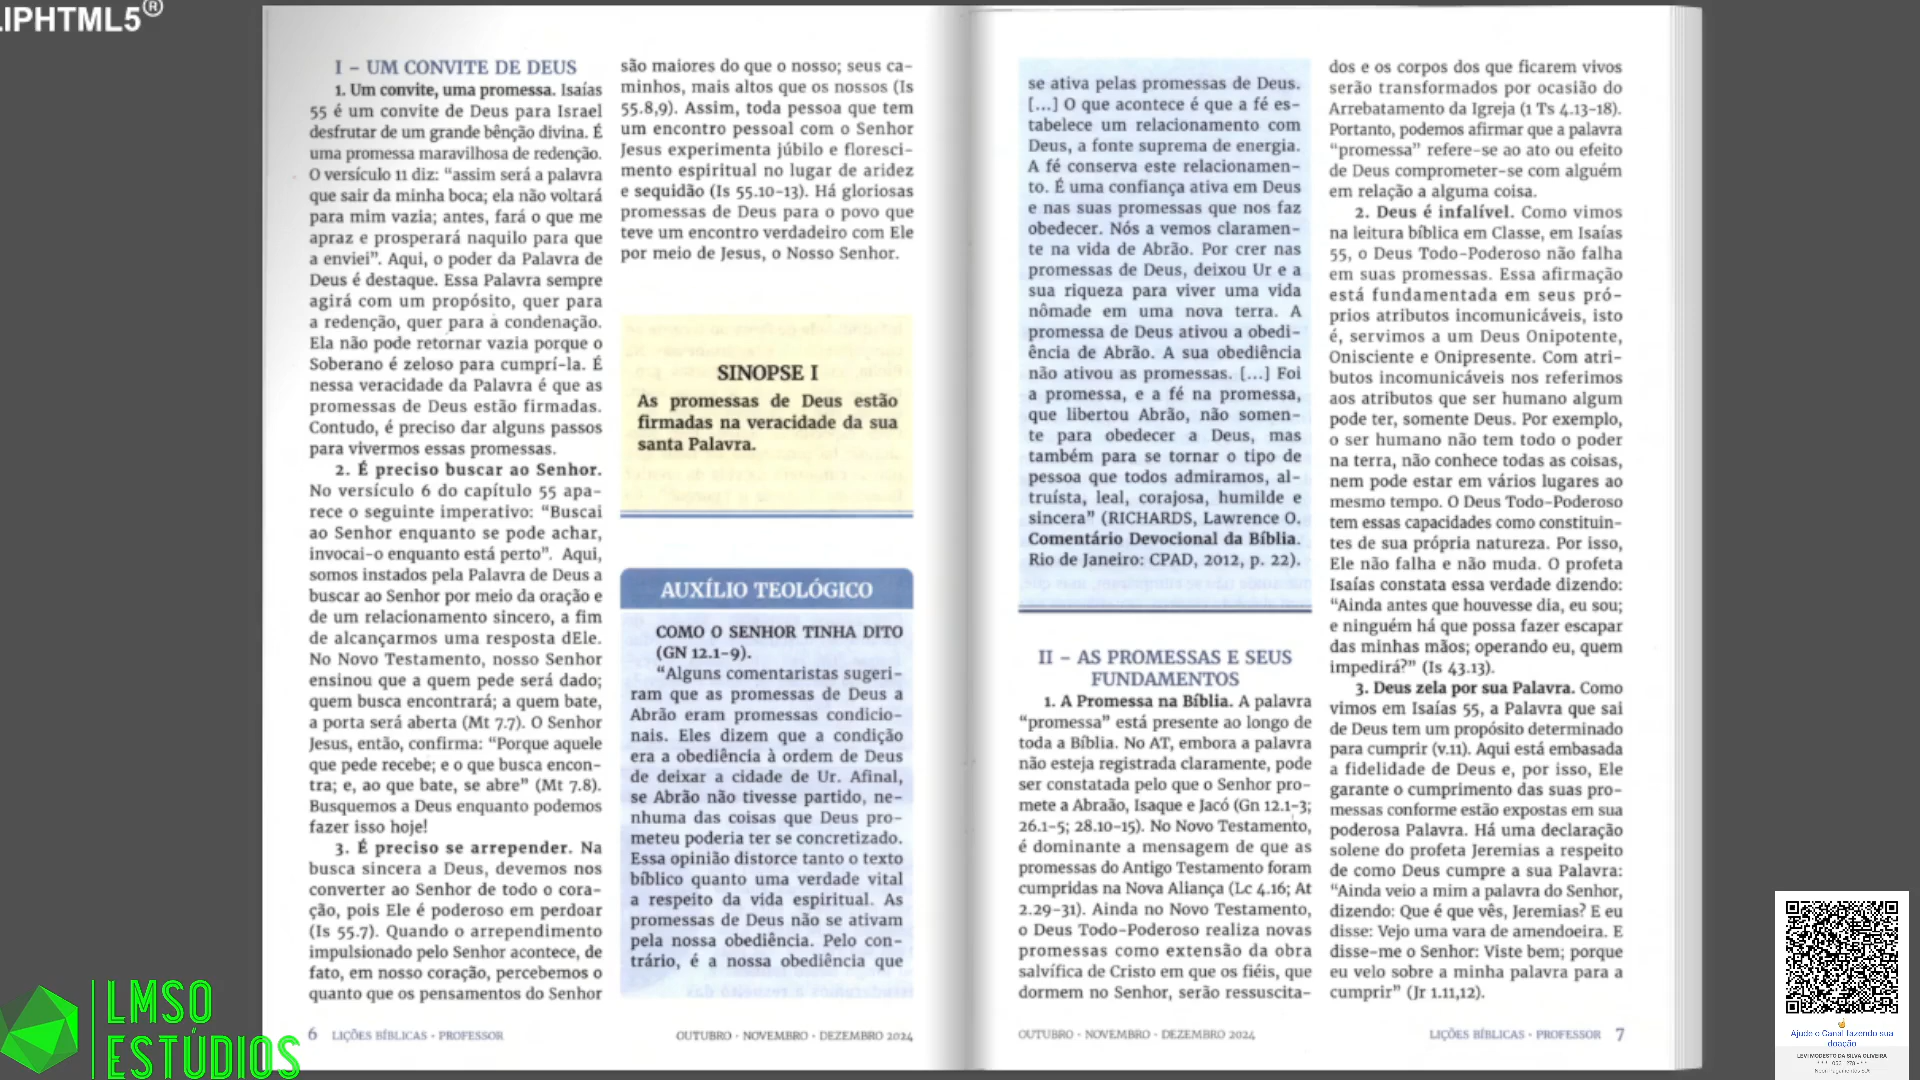 .IPHTML5®
I – UM CONVITE DE DEUS
1. Um convite, uma promessa. Isaías
55 é um convite de Deus para Israel
desfrutar de um grande bênção divina. É
uma promessa maravilhosa de redenção.
O versículo 11 diz: “assim será a palavra
que sair da minha boca; ela não voltará
para mim vazia; antes, fará o que me
apraz e prosperará naquilo para que
a enviei”. Aqui, o poder da Palavra de
Deus é destaque. Essa Palavra sempre
agirá com um propósito, quer para
a redenção, quer para a condenação.
Ela não pode retornar vazia porque o
Soberano é zeloso para cumprí-la. É
nessa veracidade da Palavra é que as
promessas de Deus estão firmadas.
Contudo, é preciso dar alguns passos
para vivermos essas promessas.
2. É preciso buscar ao Senhor.
No versículo 6 do capítulo 55 apa-
rece o seguinte imperativo: “Buscai
ao Senhor enquanto se pode achar,
invocai-o enquanto está perto”. Aqui,
somos instados pela Palavra de Deus a
buscar ao Senhor por meio da oração e
de um relacionamento sincero, a fim
de alcançarmos uma resposta dEle.
No Novo Testamento, nosso Senhor
ensinou que a quem pede será dado;
quem busca encontrará; a quem bate,
a porta será aberta (Mt 7.7). O Senhor
Jesus, então, confirma: “Porque aquele
que pede recebe; e o que busca encon-
tra; e, ao que bate, se abre” (Mt 7.8).
Busquemos a Deus enquanto podemos
fazer isso hoje!
3. É preciso se arrepender. Na
busca sincera a Deus, devemos nos
converter ao Senhor de todo o cora-
ção, pois Ele é poderoso em perdoar
(Is 55.7). Quando o arrependimento
impulsionado pelo Senhor acontece, de
fato, em nosso coração, percebemos o
quanto que os pensamentos do Senhor
são maiores do que o nosso; seus ca-
minhos, mais altos que os nossos (Is
55.8,9). Assim, toda pessoa que tem
um encontro pessoal com o Senhor
Jesus experimenta júbilo e floresci-
mento espiritual no lugar de aridez
e sequidão (Is 55.10-13). Há gloriosas
promessas de Deus para o povo que
teve um encontro verdadeiro com Ele
por meio de Jesus, o Nosso Senhor.
SINOPSE I
As promessas de Deus estão
firmadas na veracidade da sua
santa Palavra.
AUXÍLIO TEOLÓGICO
COMO O SENHOR TINHA DITO
(GN 12.1-9).
“Alguns comentaristas sugeri-
ram que as promessas de Deus a
Abrão eram promessas condicio-
nais. Eles dizem que a condição
era a obediência à ordem de Deus
de deixar a cidade de Ur. Afinal,
se Abrão não tivesse partido, ne-
nhuma das coisas que Deus pro-
meteu poderia ter se concretizado.
Essa opinião distorce tanto o texto
bíblico quanto uma verdade vital
a respeito da vida espiritual. As
promessas de Deus não se ativam
pela nossa obediência. Pelo con-
trário, é a nossa obediência que
6 LIÇÕES BÍBLICAS - PROFESSOR
OUTUBRO - NOVEMBRO - DEZEMBRO 2024
se ativa pelas promessas de Deus.
[...] O que acontece é que a fé es-
tabelece um relacionamento com
Deus, a fonte suprema de energia.
A fé conserva este relacionamen-
to. É uma confiança ativa em Deus
e nas suas promessas que nos faz
obedecer. Nós a vemos claramen-
te na vida de Abrão. Por crer nas
promessas de Deus, deixou Ur e a
sua riqueza para viver uma vida
nômade em uma nova terra. A
promessa de Deus ativou a obedi-
ência de Abrão. A sua obediência
não ativou as promessas. [...] Foi
a promessa, e a fé na promessa,
que libertou Abrão, não somen-
te para obedecer a Deus, mas
também para se tornar o tipo de
pessoa que todos admiramos, al-
truísta, leal, corajosa, humilde e
sincera” (RICHARDS, Lawrence O.
Comentário Devocional da Bíblia.
Rio de Janeiro: CPAD, 2012, p. 22).
II – AS PROMESSAS E SEUS
FUNDAMENTOS
1. A Promessa na Bíblia. A palavra
“promessa” está presente ao longo de
toda a Bíblia. No AT, embora a palavra
não esteja registrada claramente, pode
ser constatada pelo que o Senhor pro-
mete a Abraão, Isaque e Jacó (Gn 12.1-3;
26.1-5; 28.10-15). No Novo Testamento,
é dominante a mensagem de que as
promessas do Antigo Testamento foram
cumpridas na Nova Aliança (Lc 4.16; At
2.29-31). Ainda no Novo Testamento,
o Deus Todo-Poderoso realiza novas
promessas como extensão da obra
salvífica de Cristo em que os fiéis, que
dormem no Senhor, serão ressuscita-
dos e os corpos dos que ficarem vivos
serão transformados por ocasião do
Arrebatamento da Igreja (1 Ts 4.13-18).
Portanto, podemos afirmar que a palavra
“promessa” refere-se ao ato ou efeito
de Deus comprometer-se com alguém
em relação a alguma coisa.
2. Deus é infalível. Como vimos
na leitura bíblica em Classe, em Isaías
55, o Deus Todo-Poderoso não falha
em suas promessas. Essa afirmação
está fundamentada em seus pró-
prios atributos incomunicáveis, isto
é, servimos a um Deus Onipotente,
Onisciente e Onipresente. Com atri-
butos incomunicáveis nos referimos
aos atributos que ser humano algum
pode ter, somente Deus. Por exemplo,
o ser humano não tem todo o poder
na terra, não conhece todas as coisas,
nem pode estar em vários lugares ao
mesmo tempo. O Deus Todo-Poderoso
tem essas capacidades como constituin-
tes de sua própria natureza. Por isso,
Ele não falha e não muda. O profeta
Isaías constata essa verdade dizendo:
“Ainda antes que houvesse dia, eu sou;
e ninguém há que possa fazer escapar
das minhas mãos; operando eu, quem
impedirá?” (Is 43.13).
3. Deus zela por sua Palavra. Como
vimos em Isaías 55, a Palavra que sai
de Deus tem um propósito determinado
para cumprir (v.11). Aqui está embasada
a fidelidade de Deus e, por isso, Ele
garante o cumprimento das suas pro-
messas conforme estão expostas em sua
poderosa Palavra. Há uma declaração
solene do profeta Jeremias a respeito
de como Deus cumpre a sua Palavra:
“Ainda veio a mim a palavra do Senhor,
dizendo: Que é que vês, Jeremias? E eu
disse: Vejo uma vara de amendoeira. E
disse-me o Senhor: Viste bem; porque
eu velo sobre a minha palavra para a
cumprir” (Jr 1.11,12).
OUTUBRO - NOVEMBRO - DEZEMBRO 2024
LIÇÕES BÍBLICAS - PROFESSOR 7
LMSO
ESTÚDIOS
Ajude o Canal fazendo sua
doação
LEVI MODESTO DA SILVA OLIVEIRA